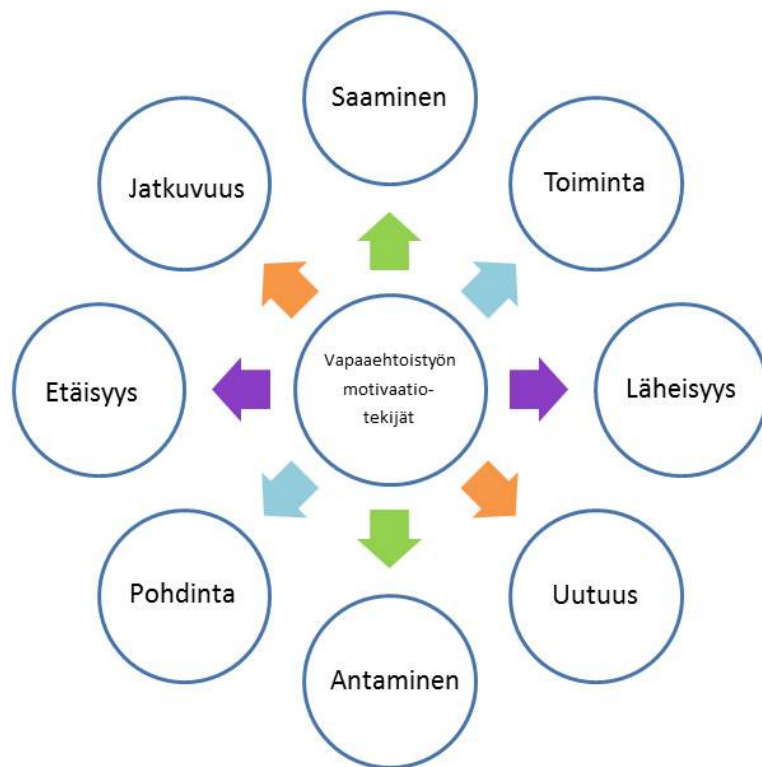 Saaminen
Jatkuvuus
Toiminta
Etäisyys
Vapaaehtoistyön
motivaatio-
tekijät
Läheisyys
Pohdinta
Uutuus
Antaminen